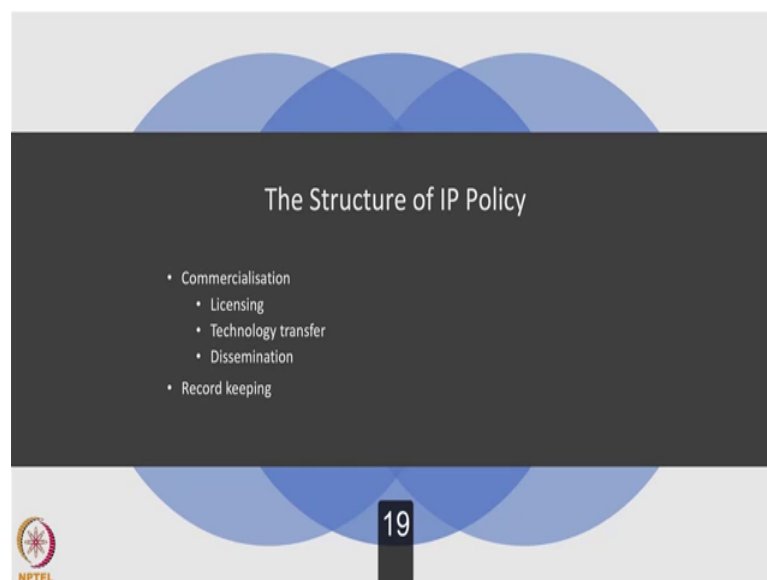 The Structure of IP Policy
• Commercialisation
• Licensing
• Technology transfer
• Dissemination
• Record keeping
19
NPTEL